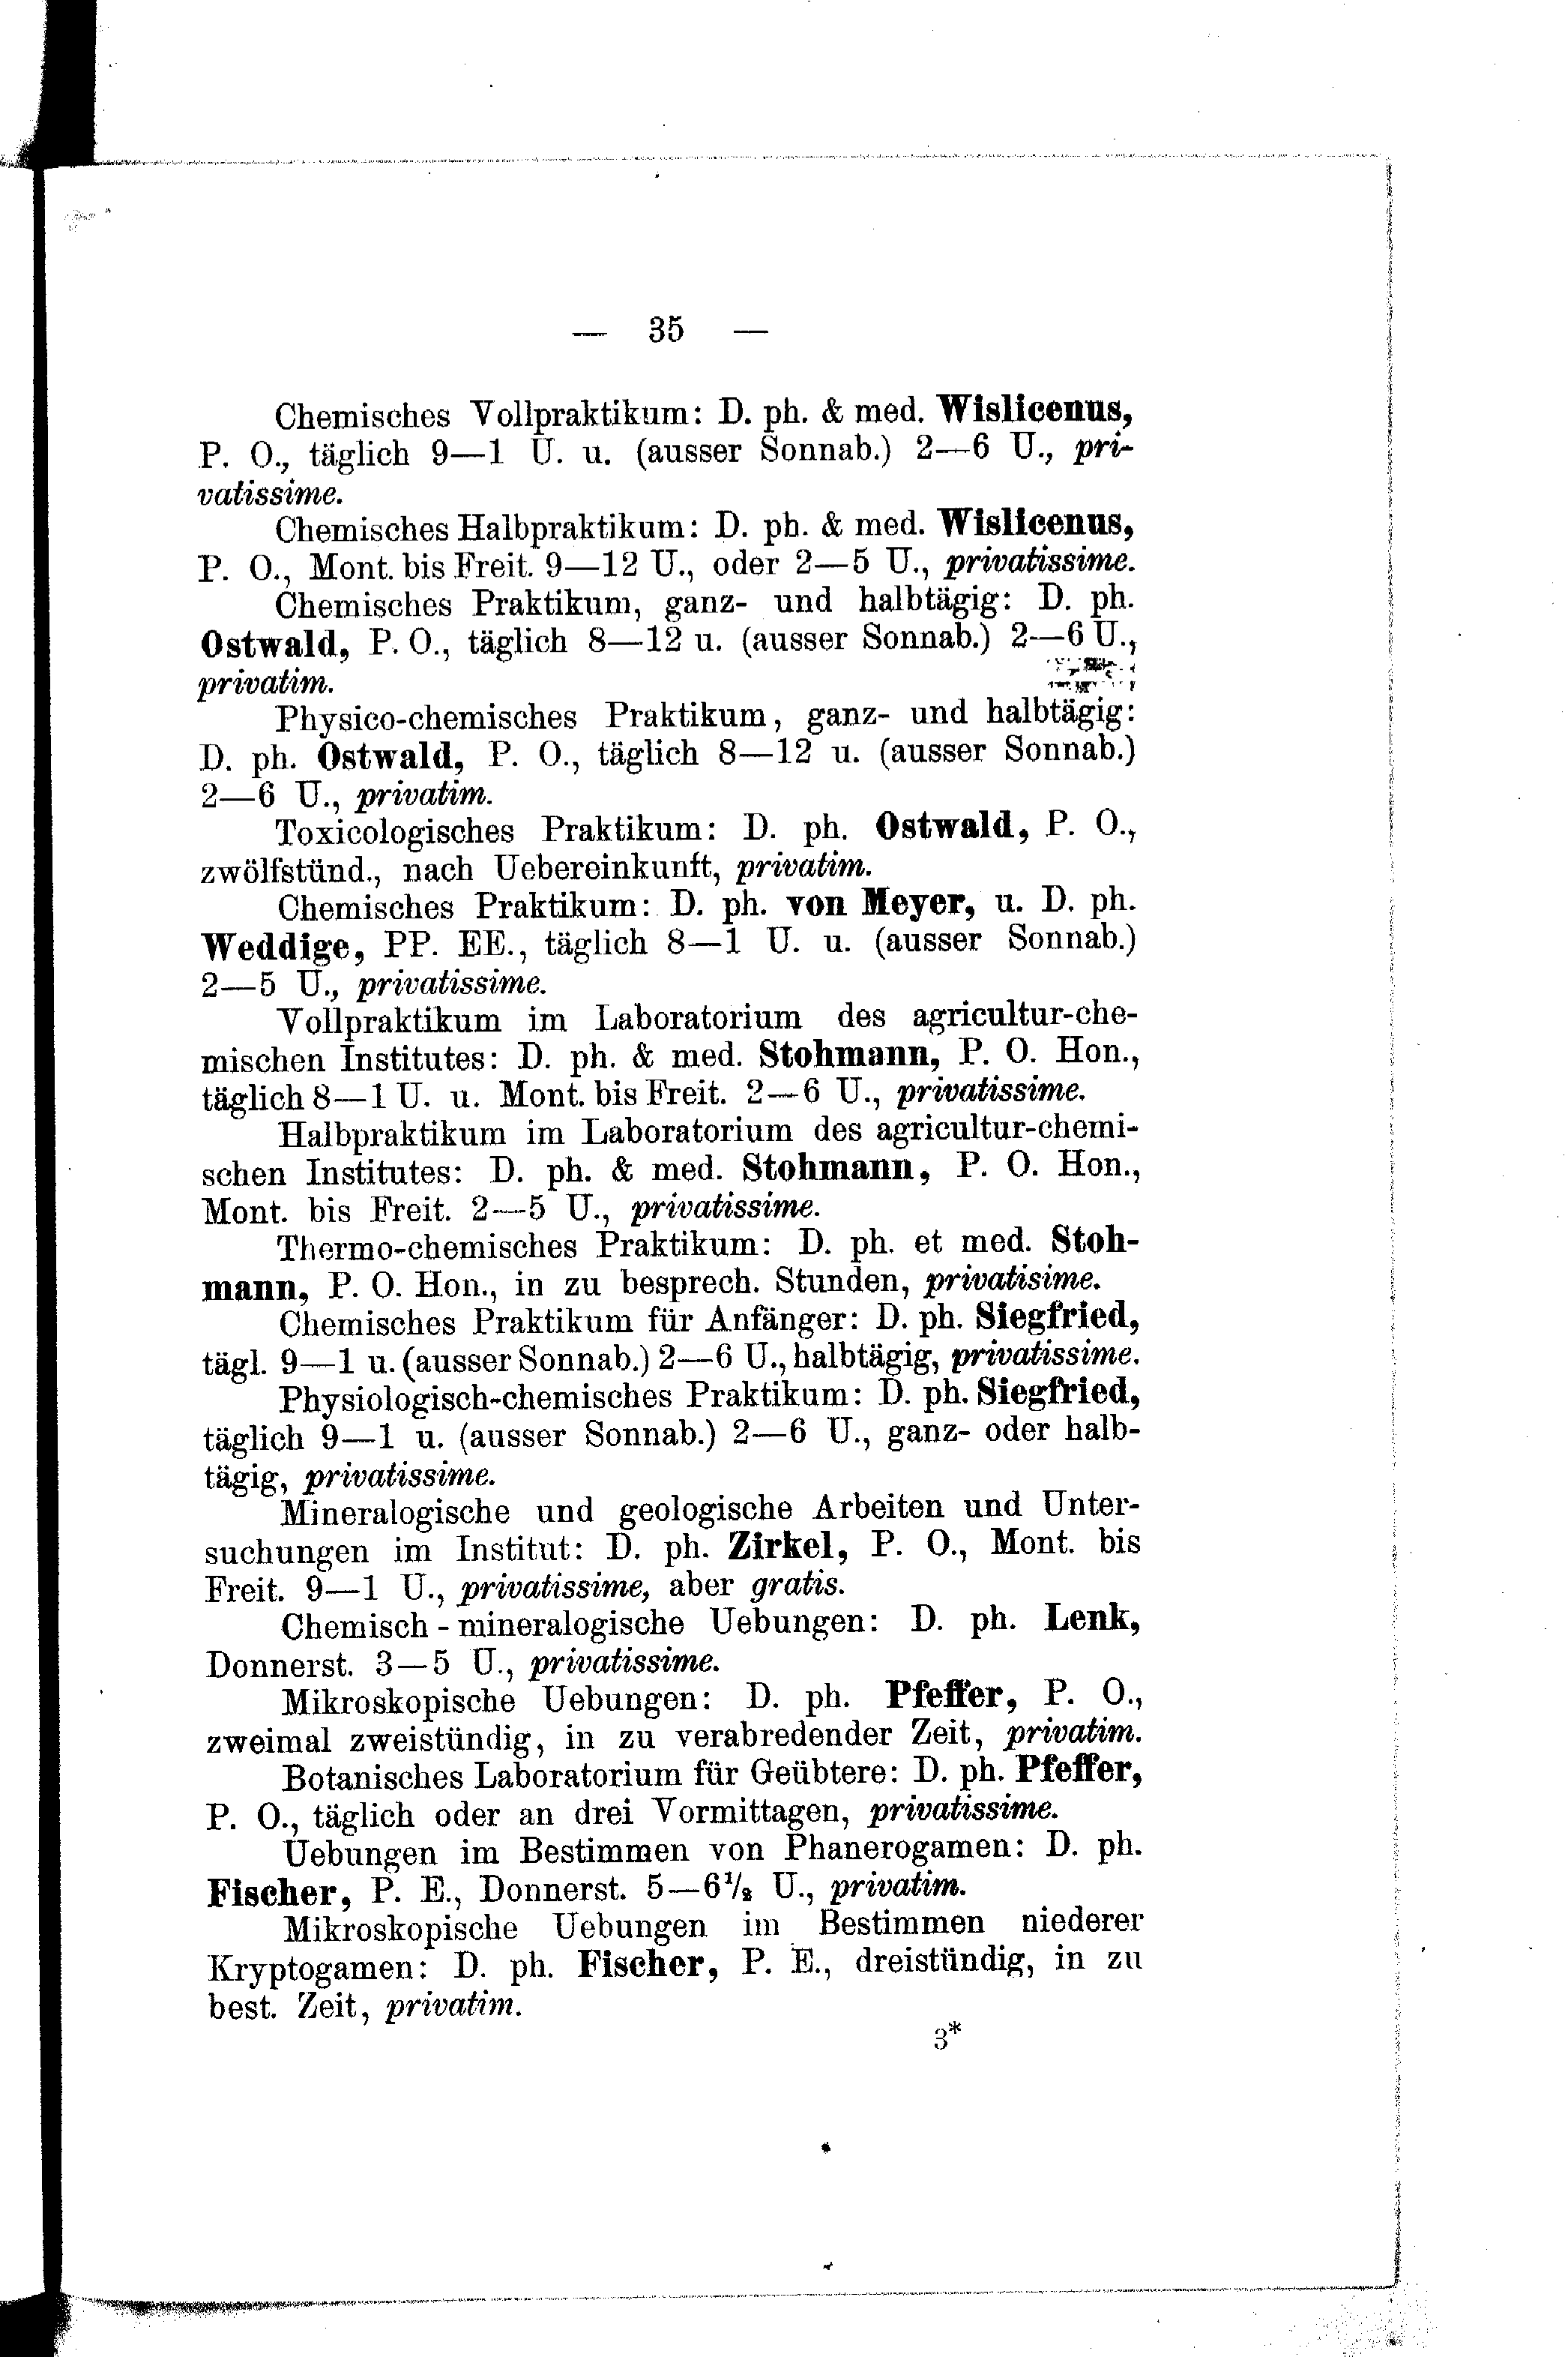 — 35 —
Chemisches Vollpraktikum: D. ph. & med. Wislicenus,
P. O., täglich 9—1 U. u. (ausser Sonnab.) 2—6 U., pri-
vatissime.
Chemisches Halbpraktikum: D. ph. & med. Wislicenus,
P. O., Mont. bis Freit. 9—12 U., oder 2—5 U., privatissime.
Chemisches Praktikum, ganz- und halbtägig: D. ph.
Ostwald, P. O., täglich 8—12 u. (ausser Sonnab.) 2—6 U.,
privatim.
Physico-chemisches Praktikum, ganz- und halbtägig:
D. ph. Ostwald, P. O., täglich 8—12 u. (ausser Sonnab.)
2—6 U., privatim.
Toxicologisches Praktikum: D. ph. Ostwald, P. O.,
zwölfstünd., nach Uebereinkunft, privatim.
Chemisches Praktikum: D. ph. von Meyer, u. D. ph.
Weddige, PP. EE., täglich 8—1 U. u. (ausser Sonnab.)
2—5 U., privatissime.
Vollpraktikum im Laboratorium des agricultur-che-
mischen Institutes: D. ph. & med. Stohmann, P. O. Hon.,
täglich 8—1 U. u. Mont. bis Freit. 2—6 U., privatissime.
Halbpraktikum im Laboratorium des agricultur-chemi-
schen Institutes: D. ph. & med. Stohmann, P. O. Hon.,
Mont. bis Freit. 2—5 U., privatissime.
Thermo-chemisches Praktikum: D. ph. et med. Stoh-
mann, P. O. Hon., in zu besprech. Stunden, privatisime.
Chemisches Praktikum für Anfänger: D. ph. Siegfried,
tägl. 9—1 u. (ausser Sonnab.) 2—6 U., halbtägig, privatissime.
Physiologisch-chemisches Praktikum: D. ph. Siegfried,
täglich 9—1 u. (ausser Sonnab.) 2—6 U., ganz- oder halb-
tägig, privatissime.
Mineralogische und geologische Arbeiten und Unter-
suchungen im Institut: D. ph. Zirkel, P. O., Mont. bis
Freit. 9—1 U., privatissime, aber gratis.
Chemisch-mineralogische Uebungen: D. ph. Lenk,
Donnerst. 3—5 U., privatissime.
Mikroskopische Uebungen: D. ph. Pfeffer, P. O.,
zweimal zweistündig, in zu verabredender Zeit, privatim.
Botanisches Laboratorium für Geübtere: D. ph. Pfeffer,
P. O., täglich oder an drei Vormittagen, privatissime.
Uebungen im Bestimmen von Phanerogamen: D. ph.
Fischer, P. E., Donnerst. 5—6½ U., privatim.
Mikroskopische Uebungen im Bestimmen niederer
Kryptogamen: D. ph. Fischer, P. E., dreistündig, in zu
best. Zeit, privatim.
3*